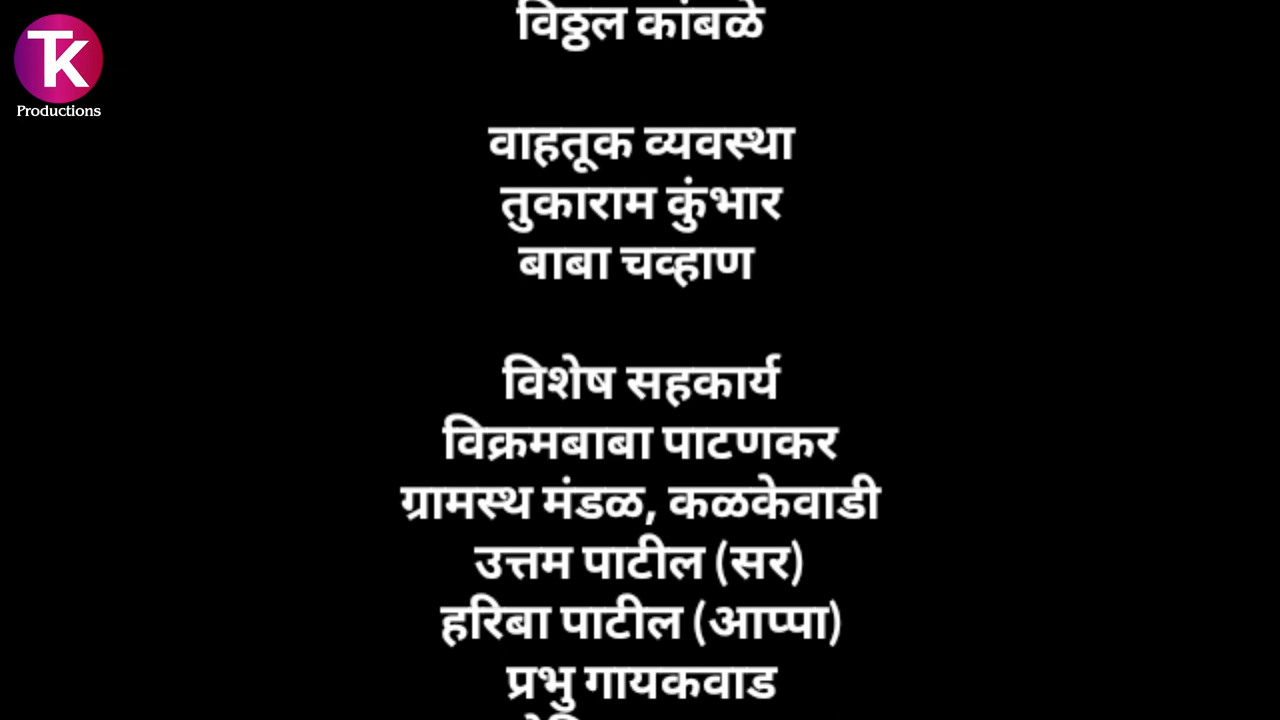 TK
Productions
विठ्ठल कांबळे
वाहतूक व्यवस्था
तुकाराम कुंभार
बाबा चव्हाण
विशेष सहकार्य
विक्रमबाबा पाटणकर
ग्रामस्थ मंडळ, कळकेवाडी
उत्तम पाटील (सर)
हरिबा पाटील (आप्पा)
प्रभु गायकवाड